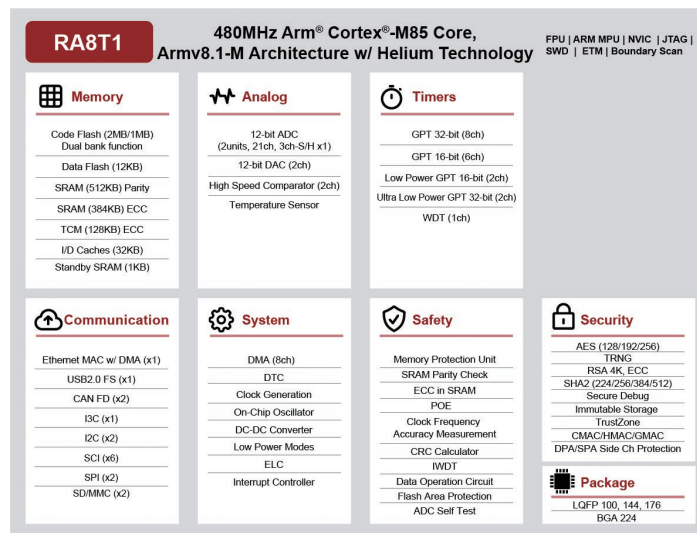 RA8T1
480MHz Arm® Cortex®-M85 Core,
Armv8.1-M Architecture w/ Helium Technology
FPU | ARM MPU | NVIC | JTAG |
SWD | ETM | Boundary Scan
Memory
Code Flash (2MB/1MB)
Dual bank function
Data Flash (12KB)
SRAM (512KB) Parity
SRAM (384KB) ECC
TCM (128KB) ECC
I/D Caches (32KB)
Standby SRAM (1KB)
Analog
12-bit ADC
(2units, 21ch, 3ch-S/H x1)
12-bit DAC (2ch)
High Speed Comparator (2ch)
Temperature Sensor
Timers
GPT 32-bit (8ch)
GPT 16-bit (6ch)
Low Power GPT 16-bit (2ch)
Ultra Low Power GPT 32-bit (2ch)
WDT (1ch)
Communication
Ethernet MAC w/ DMA (x1)
USB2.0 FS (x1)
CAN FD (x2)
I3C (x1)
I2C (x2)
SCI (x6)
SPI (x2)
SD/MMC (x2)
System
DMA (8ch)
DTC
Clock Generation
On-Chip Oscillator
DC-DC Converter
Low Power Modes
ELC
Interrupt Controller
Safety
Memory Protection Unit
SRAM Parity Check
ECC in SRAM
POE
Clock Frequency
Accuracy Measurement
CRC Calculator
IWDT
Data Operation Circuit
Flash Area Protection
ADC Self Test
Security
AES (128/192/256)
TRNG
RSA 4K, ECC
SHA2 (224/256/384/512)
Secure Debug
Immutable Storage
TrustZone
CMAC/HMAC/GMAC
DPA/SPA Side Ch Protection
Package
LQFP 100, 144, 176
BGA 224